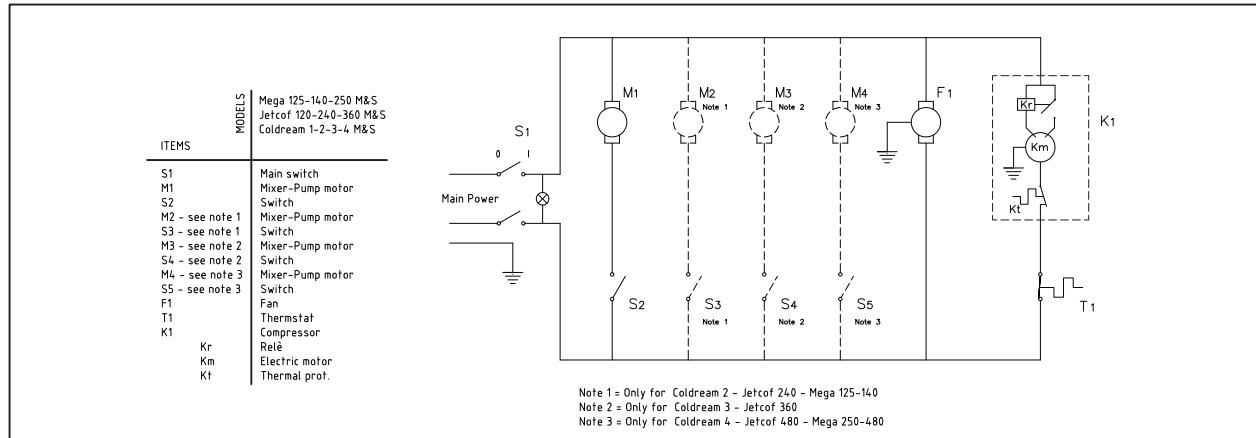 MODELS
Mega 125-140-250 M&S
Jetcof 120-240-360 M&S
Coldream 1-2-3-4 M&S
ITEMS
S1 Main switch
M1 Mixer-Pump motor
S2 Switch
M2 - see note 1 Mixer-Pump motor
S3 - see note 1 Switch
M3 - see note 2 Mixer-Pump motor
S4 - see note 2 Switch
M4 - see note 3 Mixer-Pump motor
S5 - see note 3 Switch
F1 Fan
T1 Thermstat
K1 Compressor
Kr Relè
Km Electric motor
Kt Thermal prot.
S1
0 1
Main Power
M1
M2
Note 1
M3
Note 2
M4
Note 3
F1
Kr
K1
Km
Kt
S2
S3
Note 1
S4
Note 2
S5
Note 3
T1
Note 1 = Only for Coldream 2 - Jetcof 240 - Mega 125-140
Note 2 = Only for Coldream 3 - Jetcof 360
Note 3 = Only for Coldream 4 - Jetcof 480 - Mega 250-480